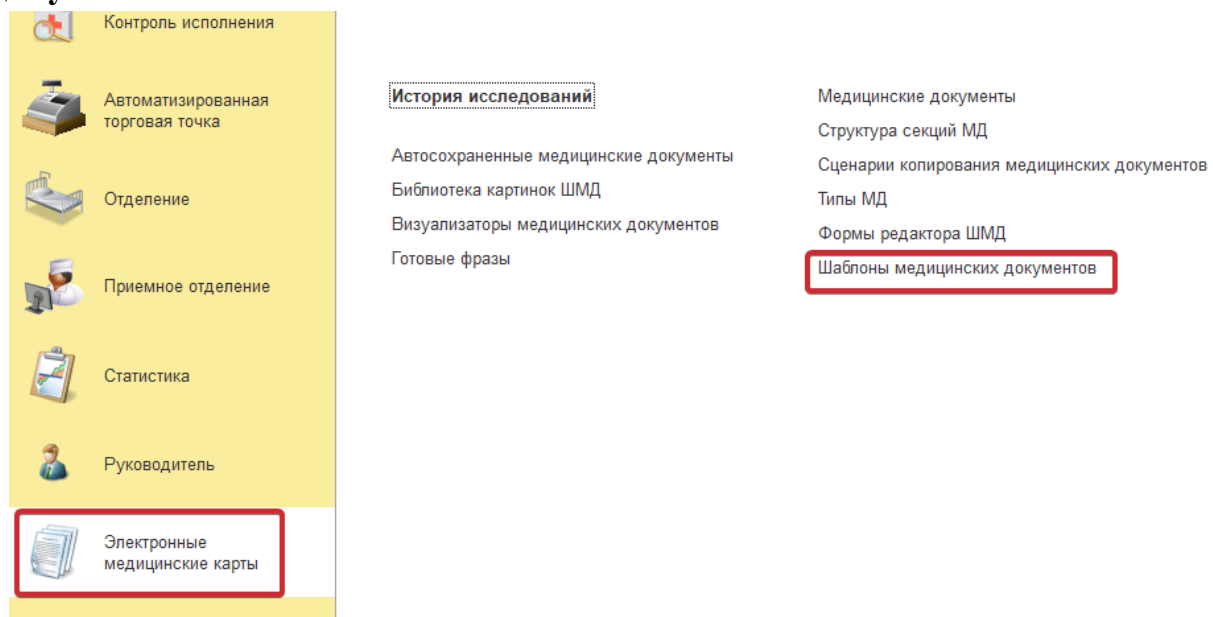 Контроль исполнения
Автоматизированная
торговая точка
Отделение
Приемное отделение
Статистика
Руководитель
Электронные
медицинские карты
История исследований
Автосохраненные медицинские документы
Библиотека картинок ШМД
Визуализаторы медицинских документов
Готовые фразы
Медицинские документы
Структура секций МД
Сценарии копирования медицинских документов
Типы МД
Формы редактора ШМД
Шаблоны медицинских документов